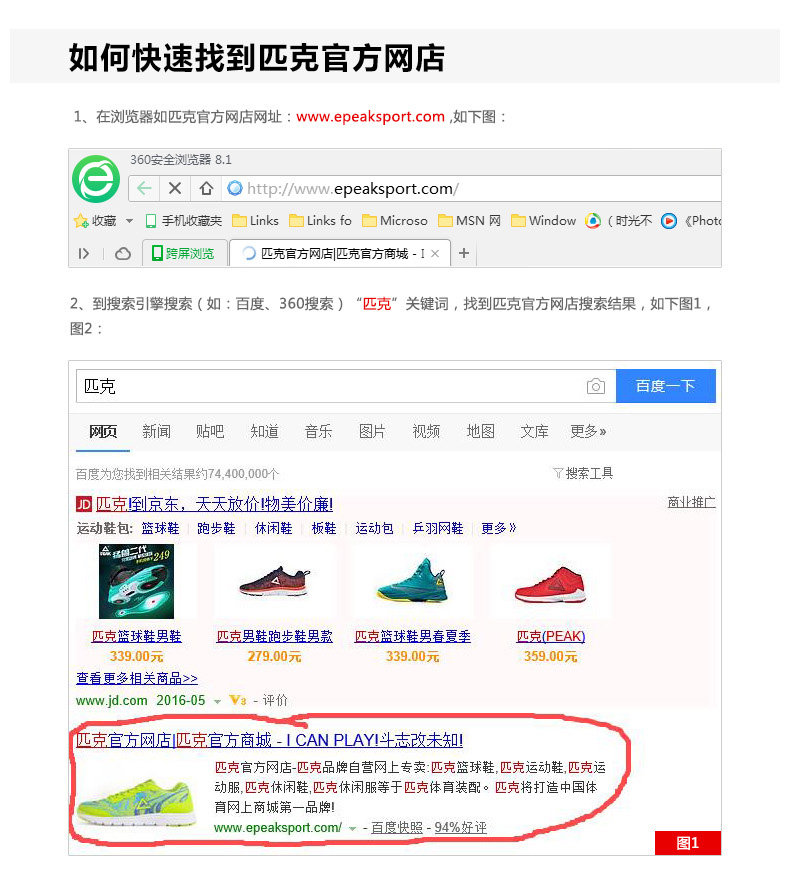 如何快速找到匹克官方网店
1、在浏览器如匹克官方网店网址：www.epeaksport.com ,如下图：
360安全浏览器 8.1
http://www.epeaksport.com/
收藏 手机收藏夹 Links Links fo Microso MSN 网 Window （时光不 《Photo
跨屏浏览 匹克官方网店|匹克官方商城 - I
2、到搜索引擎搜索（如：百度、360搜索）“匹克”关键词，找到匹克官方网店搜索结果，如下图1，
图2：
匹克 百度一下
网页 新闻 贴吧 知道 音乐 图片 视频 地图 文库 更多»
百度为您找到相关结果约74,400,000个 搜索工具
JD 匹克!到京东，天天放价!物美价廉! 商业推广
运动鞋包: 篮球鞋 跑步鞋 休闲鞋 板鞋 运动包 乒羽网鞋 更多»
PEAK 猛兽二代 249
匹克篮球鞋男鞋 匹克男鞋跑步鞋男款 匹克篮球鞋男春夏季 匹克(PEAK)
339.00元 279.00元 339.00元 359.00元
查看更多相关商品>>
www.jd.com 2016-05 V3 - 评价
匹克官方网店|匹克官方商城 - I CAN PLAY!斗志改未知!
匹克官方网店-匹克品牌自营网上专卖:匹克篮球鞋,匹克运动鞋,匹克运
动服,匹克休闲鞋,匹克休闲服等于匹克体育装配。匹克将打造中国体
育网上商城第一品牌!
www.epeaksport.com/ - 百度快照 - 94%好评
图1